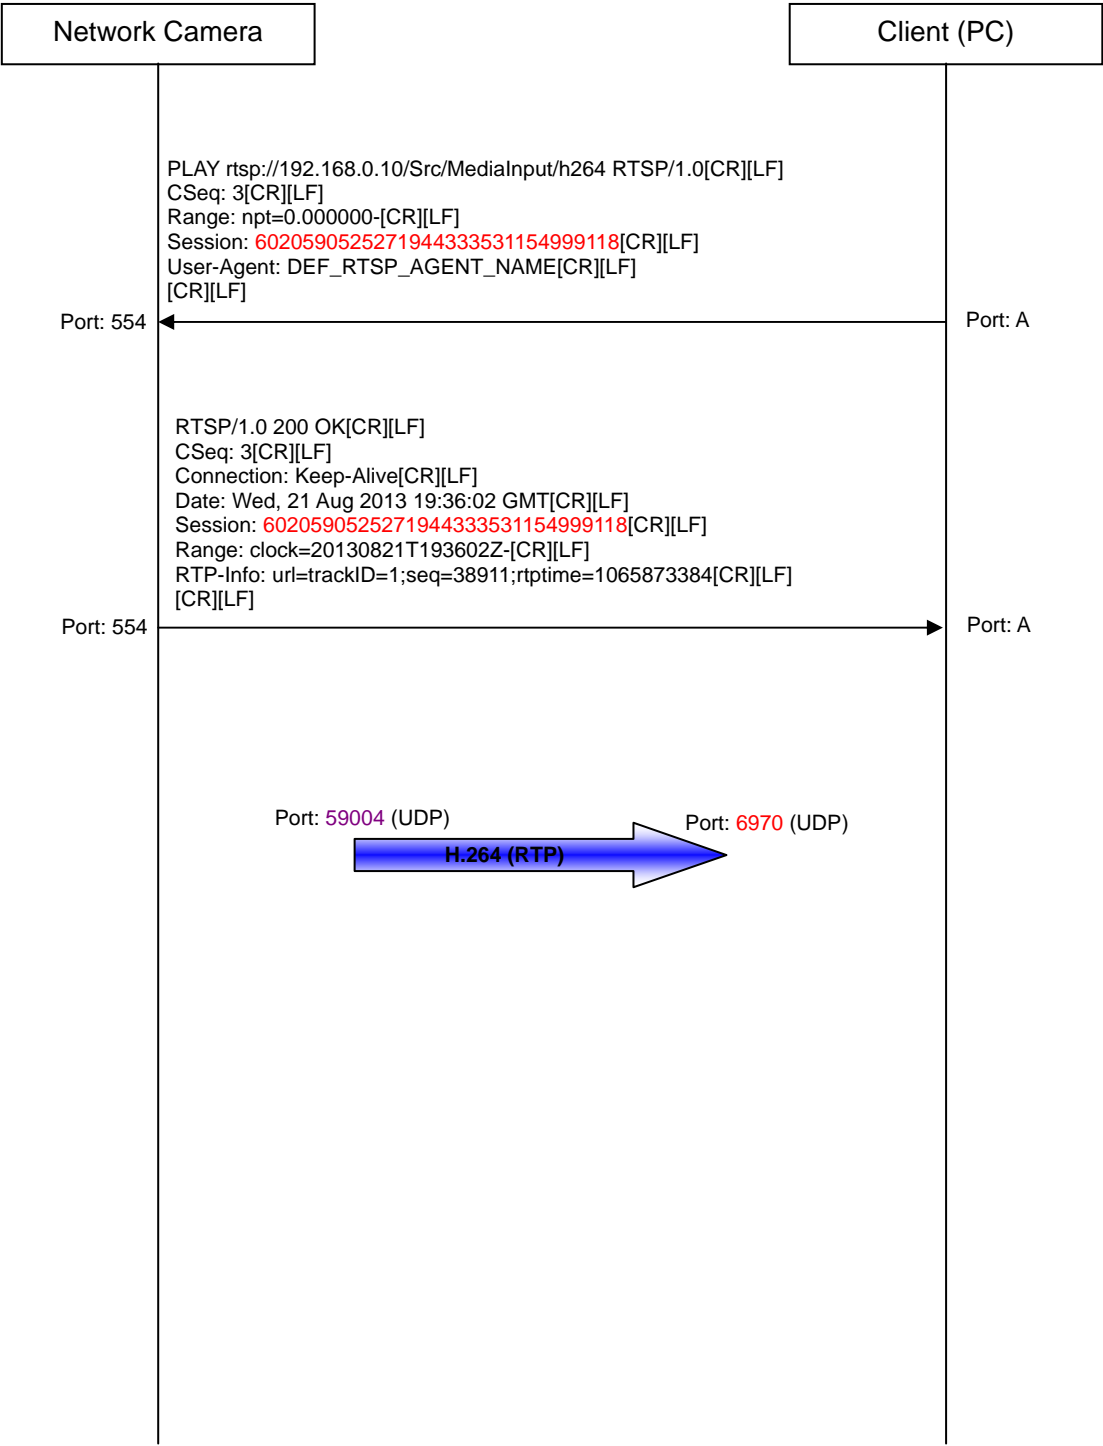 Network Camera
Client (PC)
PLAY rtsp://192.168.0.10/Src/MediaInput/h264 RTSP/1.0[CR][LF]
CSeq: 3[CR][LF]
Range: npt=0.000000-[CR][LF]
Session: 6020590525271944333531154999118[CR][LF]
User-Agent: DEF_RTSP_AGENT_NAME[CR][LF]
[CR][LF]
Port: 554
Port: A
RTSP/1.0 200 OK[CR][LF]
CSeq: 3[CR][LF]
Connection: Keep-Alive[CR][LF]
Date: Wed, 21 Aug 2013 19:36:02 GMT[CR][LF]
Session: 6020590525271944333531154999118[CR][LF]
Range: clock=20130821T193602Z-[CR][LF]
RTP-Info: url=trackID=1;seq=38911;rtptime=1065873384[CR][LF]
[CR][LF]
Port: 554
Port: A
Port: 59004 (UDP)
Port: 6970 (UDP)
H.264 (RTP)